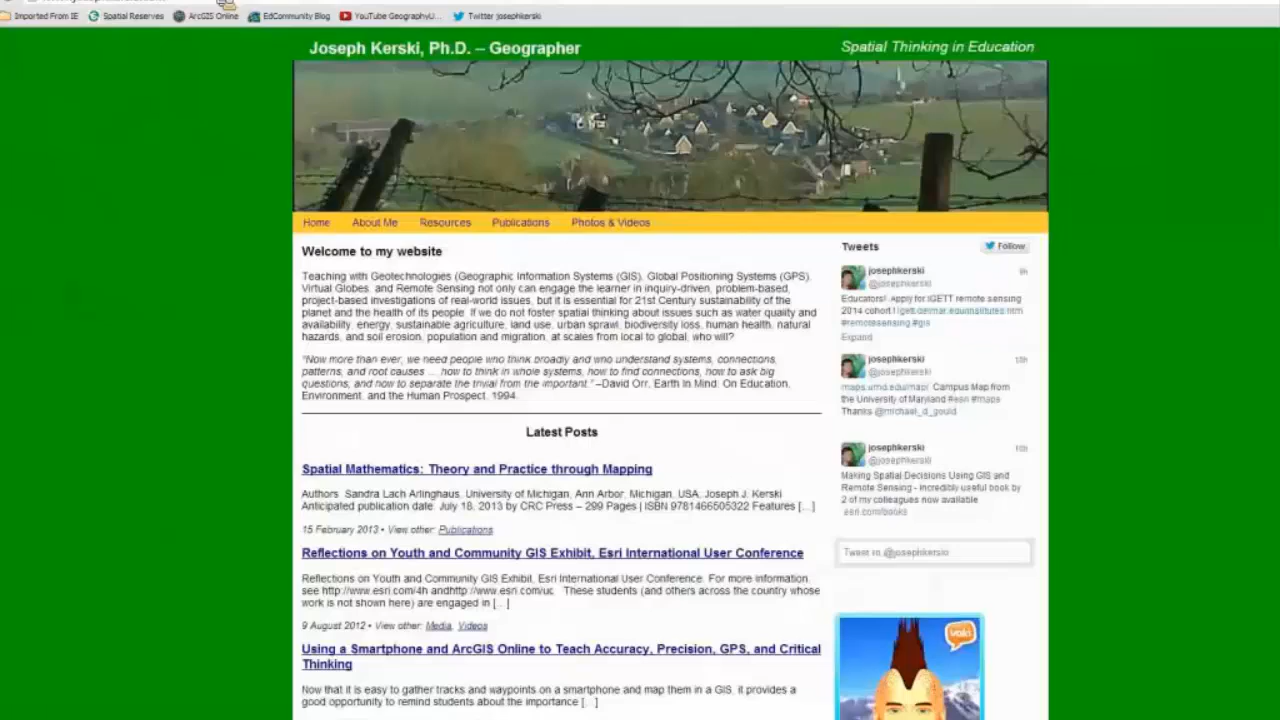 Imported From IE Spatial Reserves ArcGIS Online EdCommunity Blog YouTube GeographyU... Twitter josephkerski
Joseph Kerski, Ph.D. – Geographer
Spatial Thinking in Education
Home About Me Resources Publications Photos & Videos
Welcome to my website
Teaching with Geotechnologies (Geographic Information Systems (GIS), Global Positioning Systems (GPS),
Virtual Globes, and Remote Sensing not only can engage the learner in inquiry-driven, problem-based,
project-based investigations of real-world issues, but it is essential for 21st Century sustainability of the
planet and the health of its people. If we do not foster spatial thinking about issues such as water quality and
availability, energy, sustainable agriculture, land use, urban sprawl, biodiversity loss, human health, natural
hazards, and soil erosion, population and migration, at scales from local to global, who will?
"Now more than ever, we need people who think broadly and who understand systems, connections,
patterns, and root causes ... how to think in whole systems, how to find connections, how to ask big
questions, and how to separate the trivial from the important." –David Orr, Earth In Mind: On Education,
Environment, and the Human Prospect, 1994.
Latest Posts
Spatial Mathematics: Theory and Practice through Mapping
Authors: Sandra Lach Arlinghaus, University of Michigan, Ann Arbor, Michigan, USA; Joseph J. Kerski
Anticipated publication date: July 18, 2013 by CRC Press – 299 Pages | ISBN 9781466505322 Features [...]
15 February 2013 • View other: Publications
Reflections on Youth and Community GIS Exhibit, Esri International User Conference
Reflections on Youth and Community GIS Exhibit, Esri International User Conference. For more information,
see http://www.esri.com/4h andhttp://www.esri.com/uc These students (and others across the country whose
work is not shown here) are engaged in [...]
9 August 2012 • View other: Media, Videos
Using a Smartphone and ArcGIS Online to Teach Accuracy, Precision, GPS, and Critical
Thinking
Now that it is easy to gather tracks and waypoints on a smartphone and map them in a GIS, it provides a
good opportunity to remind students about the importance [...]
Tweets Follow
josephkerski
@josephkerski
Educators! Apply for iGETT remote sensing
2014 cohort!
#remotesensing #gis
Expand
josephkerski
@josephkerski
maps.umd.edu/map/ Campus Map from
the University of Maryland #esri #maps
Thanks @michael_d_gould
josephkerski
@josephkerski
Making Spatial Decisions Using GIS and
Remote Sensing - incredibly useful book by
2 of my colleagues now available
esri.com/books
Tweet to @josephkerski
Voki